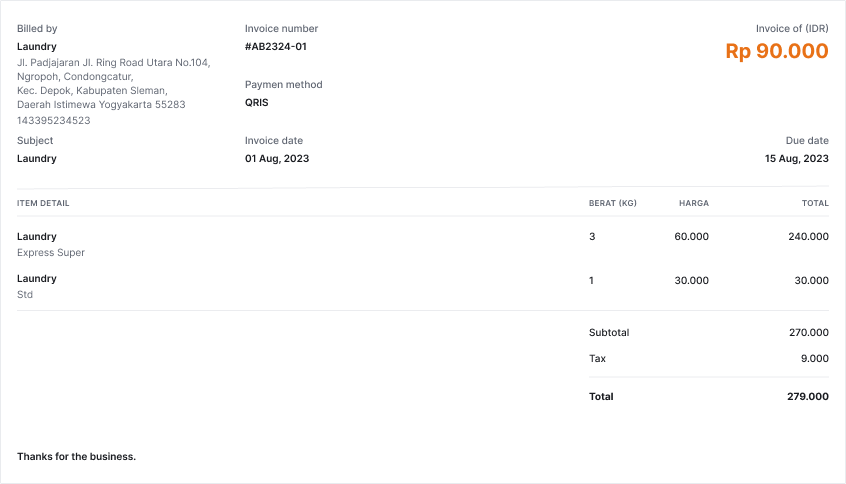 Billed by
Laundry
Jl. Padjajaran Jl. Ring Road Utara No.104,
Ngropoh, Condongcatur,
Kec. Depok, Kabupaten Sleman,
Daerah Istimewa Yogyakarta 55283
143395234523
Invoice number
#AB2324-01
Paymen method
QRIS
Invoice of (IDR)
Rp 90.000
Subject
Laundry
Invoice date
01 Aug, 2023
Due date
15 Aug, 2023
ITEM DETAIL BERAT (KG) HARGA TOTAL
Laundry 3 60.000 240.000
Express Super
Laundry 1 30.000 30.000
Std
Subtotal 270.000
Tax 9.000
Total 279.000
Thanks for the business.